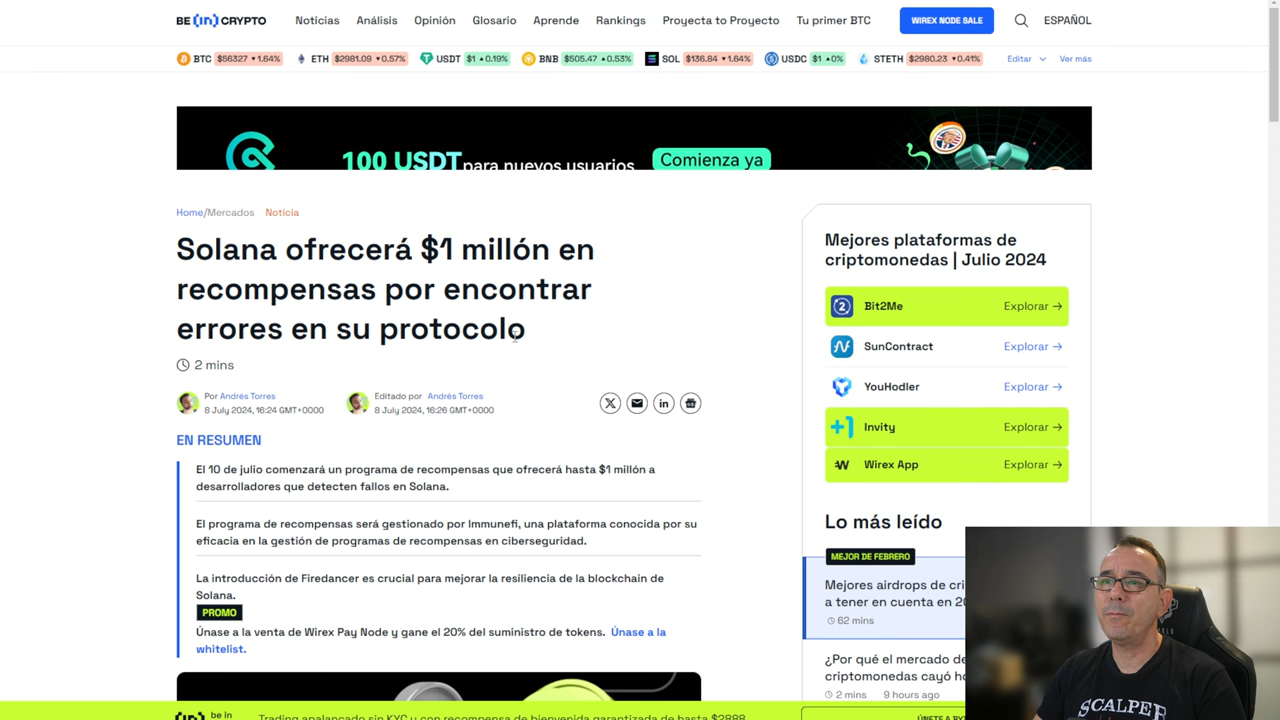 BE [IN] CRYPTO
Noticias Análisis Opinión Glosario Aprende Rankings Proyecta to Proyecto Tu primer BTC WIREX NODE SALE ESPAÑOL
BTC $56327 ▼1.64% ETH $2981.09 ▼0.57% USDT $1 ▲0.19% BNB $505.47 ▲0.53% SOL $136.84 ▼1.64% USDC $1 ▲0% STETH $2980.23 ▼0.41% Editar Ver más
100 USDT para nuevos usuarios Comienza ya
Home/Mercados Noticia
Solana ofrecerá $1 millón en
recompensas por encontrar
errores en su protocolo
2 mins
Por Andrés Torres
8 July 2024, 16:24 GMT+0000
Editado por Andrés Torres
8 July 2024, 16:26 GMT+0000
EN RESUMEN
El 10 de julio comenzará un programa de recompensas que ofrecerá hasta $1 millón a
desarrolladores que detecten fallos en Solana.
El programa de recompensas será gestionado por Immunefi, una plataforma conocida por su
eficacia en la gestión de programas de recompensas en ciberseguridad.
La introducción de Firedancer es crucial para mejorar la resiliencia de la blockchain de
Solana.
PROMO
Únase a la venta de Wirex Pay Node y gane el 20% del suministro de tokens. Únase a la
whitelist.
Mejores plataformas de
criptomonedas | Julio 2024
Bit2Me Explorar →
SunContract Explorar →
YouHodler Explorar →
Invity Explorar →
Wirex App Explorar →
Lo más leído
MEJOR DE FEBRERO
Mejores airdrops de cri
a tener en cuenta en 20
62 mins
¿Por qué el mercado de
criptomonedas cayó ho
2 mins 9 hours ago
be in
Trading apalancado sin KYC y con recompensa de bienvenida garantizada de hasta $2888
SCALPER